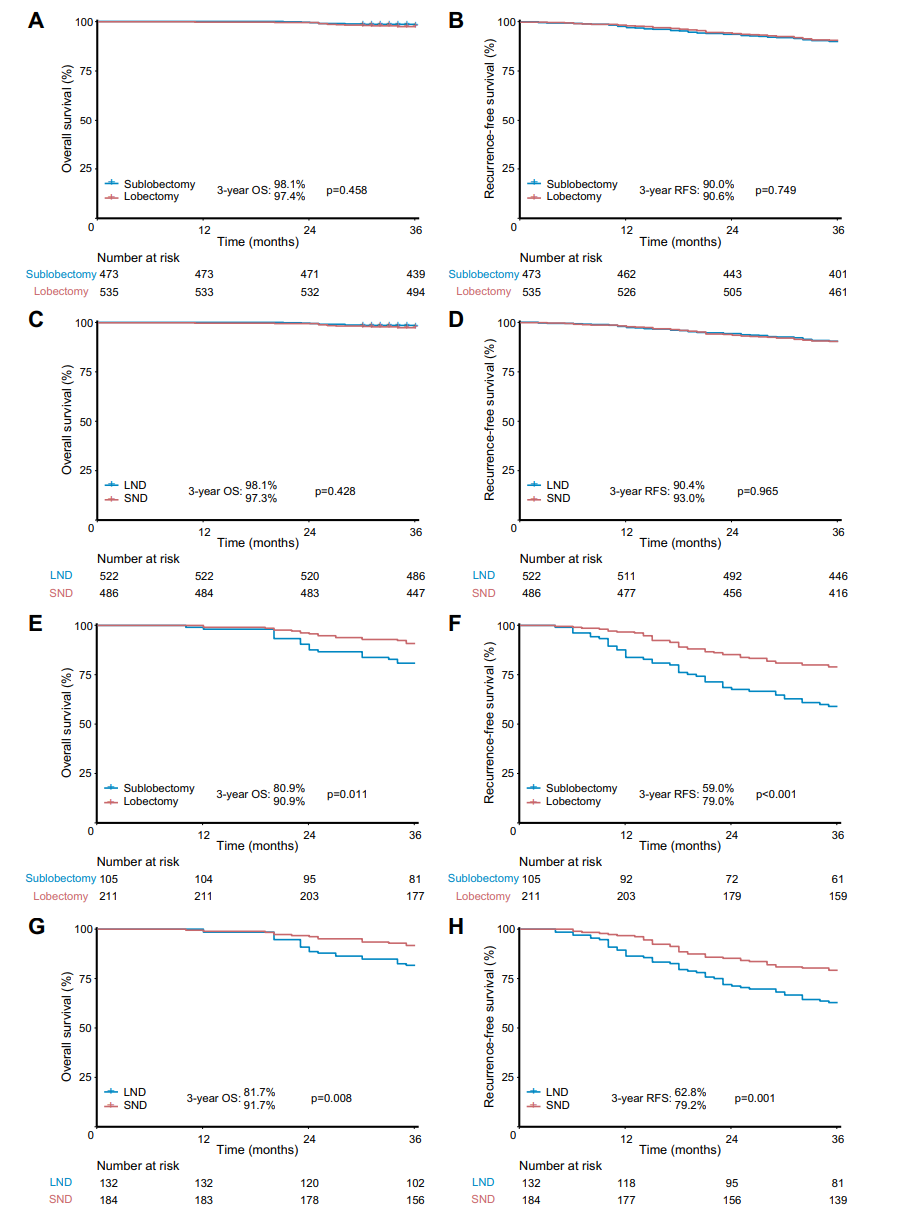 A
100
75
50
25
0
Overall survival (%)
Sublobectomy
Lobectomy
3-year OS: 98.1%
97.4%
p=0.458
12
24
36
Time (months)
Number at risk
Sublobectomy 473 473 471 439
Lobectomy 535 533 532 494
B
100
75
50
25
0
Recurrence-free survival (%)
Sublobectomy
Lobectomy
3-year RFS: 90.0%
90.6%
p=0.749
12
24
36
Time (months)
Number at risk
Sublobectomy 473 462 443 401
Lobectomy 535 526 505 461
C
100
75
50
25
0
Overall survival (%)
LND
SND
3-year OS: 98.1%
97.3%
p=0.428
12
24
36
Time (months)
Number at risk
LND 522 522 520 486
SND 486 484 483 447
D
100
75
50
25
0
Recurrence-free survival (%)
LND
SND
3-year RFS: 90.4%
93.0%
p=0.965
12
24
36
Time (months)
Number at risk
LND 522 511 492 446
SND 486 477 456 416
E
100
75
50
25
0
Overall survival (%)
Sublobectomy
Lobectomy
3-year OS: 80.9%
90.9%
p=0.011
12
24
36
Time (months)
Number at risk
Sublobectomy 105 104 95 81
Lobectomy 211 211 203 177
F
100
75
50
25
0
Recurrence-free survival (%)
Sublobectomy
Lobectomy
3-year RFS: 59.0%
79.0%
p<0.001
12
24
36
Time (months)
Number at risk
Sublobectomy 105 92 72 61
Lobectomy 211 203 179 159
G
100
75
50
25
0
Overall survival (%)
LND
SND
3-year OS: 81.7%
91.7%
p=0.008
12
24
36
Time (months)
Number at risk
LND 132 132 120 102
SND 184 183 178 156
H
100
75
50
25
0
Recurrence-free survival (%)
LND
SND
3-year RFS: 62.8%
79.2%
p=0.001
12
24
36
Time (months)
Number at risk
LND 132 118 95 81
SND 184 177 156 139